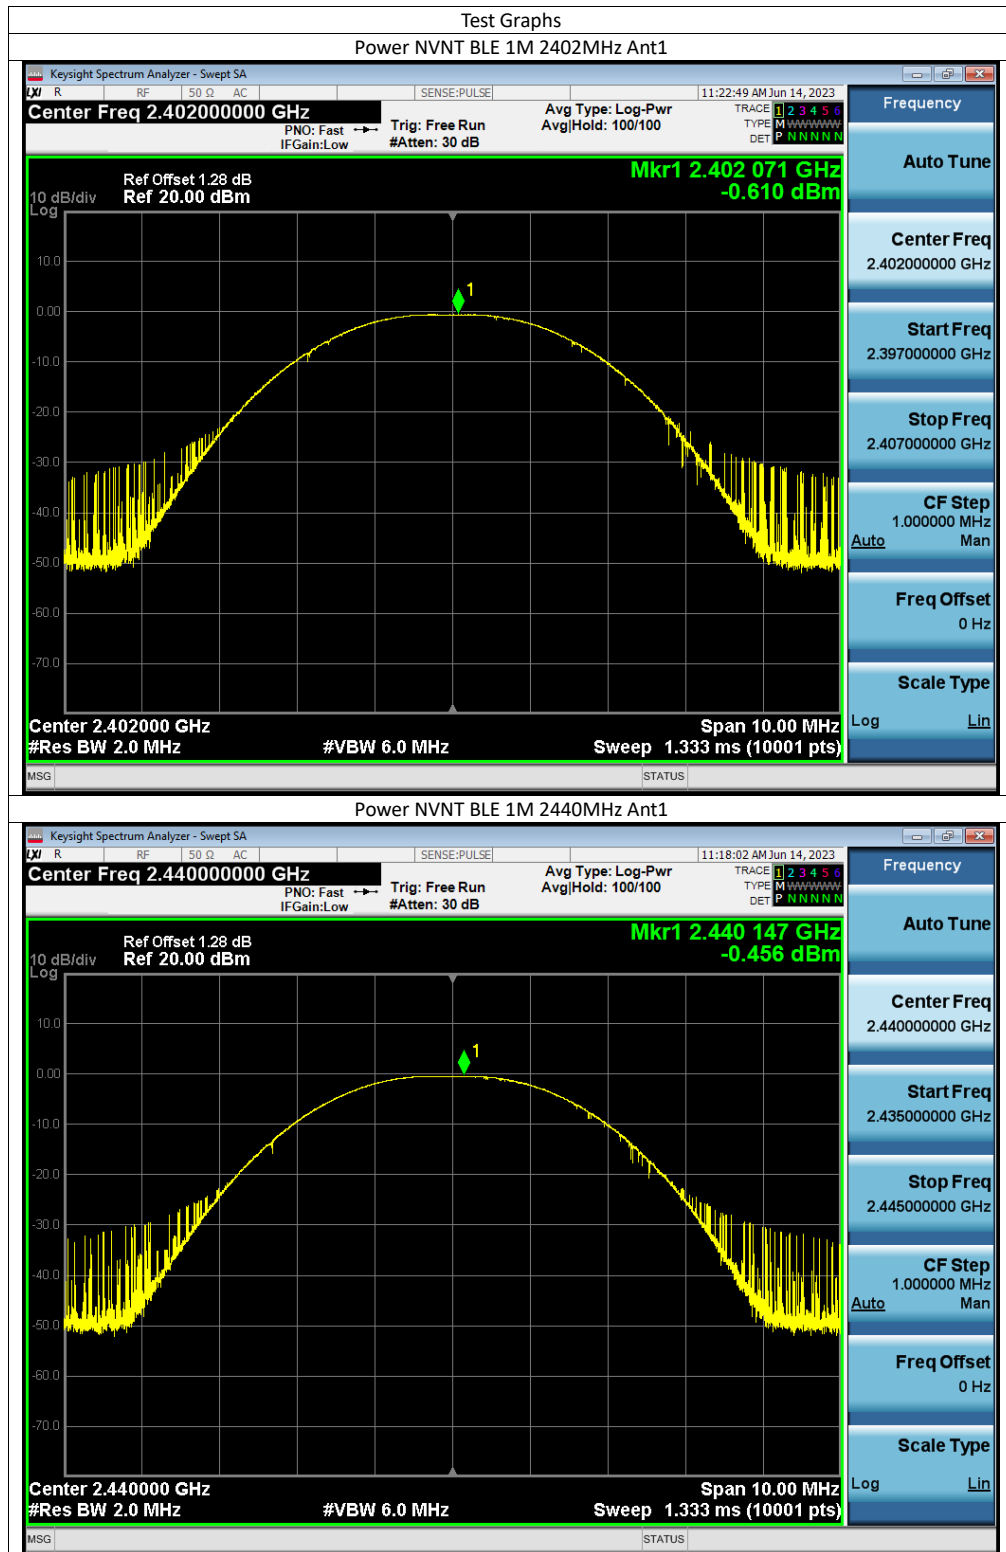 Test Graphs
Power NVNT BLE 1M 2402MHz Ant1
Keysight Spectrum Analyzer - Swept SA
LXI R RF 50 Ω AC SENSE:PULSE 11:22:49 AM Jun 14, 2023
Center Freq 2.402000000 GHz
PNO: Fast
IFGain:Low
Trig: Free Run
#Atten: 30 dB
Avg Type: Log-Pwr
Avg|Hold: 100/100
TRACE 1 2 3 4 5 6
TYPE M W W W W W
DET P N N N N N
Frequency
Mkr1 2.402 071 GHz
-0.610 dBm
Ref Offset 1.28 dB
10 dB/div Ref 20.00 dBm
Log
10.0
0.00
-10.0
-20.0
-30.0
-40.0
-50.0
-60.0
-70.0
1
Center 2.402000 GHz
Span 10.00 MHz
#Res BW 2.0 MHz
#VBW 6.0 MHz
Sweep 1.333 ms (10001 pts)
MSG
STATUS
Auto Tune
Center Freq
2.402000000 GHz
Start Freq
2.397000000 GHz
Stop Freq
2.407000000 GHz
CF Step
1.000000 MHz
Auto Man
Freq Offset
0 Hz
Scale Type
Log Lin
Power NVNT BLE 1M 2440MHz Ant1
Keysight Spectrum Analyzer - Swept SA
LXI R RF 50 Ω AC SENSE:PULSE 11:18:02 AM Jun 14, 2023
Center Freq 2.440000000 GHz
PNO: Fast
IFGain:Low
Trig: Free Run
#Atten: 30 dB
Avg Type: Log-Pwr
Avg|Hold: 100/100
TRACE 1 2 3 4 5 6
TYPE M W W W W W
DET P N N N N N
Frequency
Mkr1 2.440 147 GHz
-0.456 dBm
Ref Offset 1.28 dB
10 dB/div Ref 20.00 dBm
Log
10.0
0.00
-10.0
-20.0
-30.0
-40.0
-50.0
-60.0
-70.0
1
Center 2.440000 GHz
Span 10.00 MHz
#Res BW 2.0 MHz
#VBW 6.0 MHz
Sweep 1.333 ms (10001 pts)
MSG
STATUS
Auto Tune
Center Freq
2.440000000 GHz
Start Freq
2.435000000 GHz
Stop Freq
2.445000000 GHz
CF Step
1.000000 MHz
Auto Man
Freq Offset
0 Hz
Scale Type
Log Lin